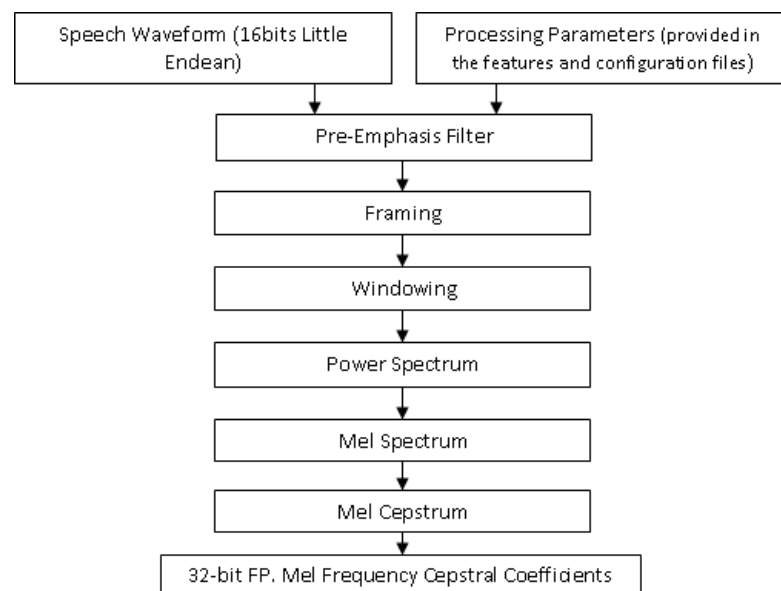 Speech Waveform (16bits Little
Endean)
Processing Parameters (provided in
the features and configuration files)
Pre-Emphasis Filter
Framing
Windowing
Power Spectrum
Mel Spectrum
Mel Cepstrum
32-bit FP. Mel Frequency Cepstral Coefficients